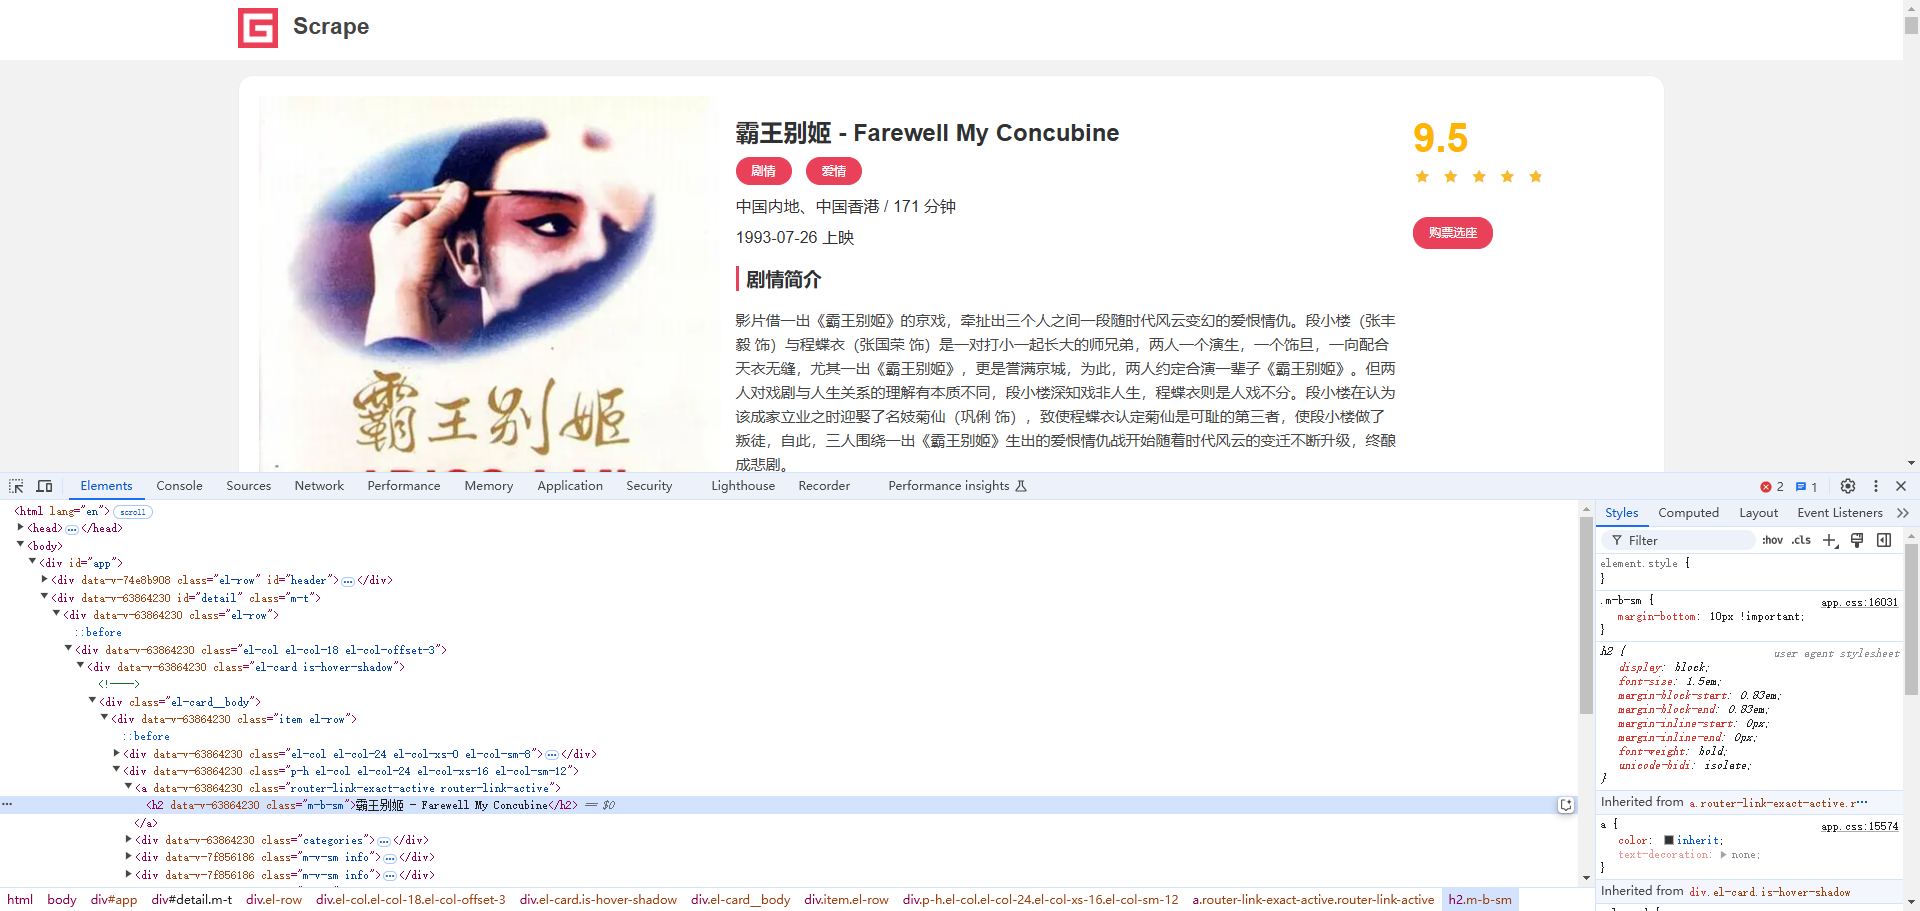 Scrape
霸王别姬 - Farewell My Concubine
剧情 爱情
中国内地、中国香港 / 171 分钟
1993-07-26 上映
剧情简介
影片借一出《霸王别姬》的京戏，牵扯出三个人之间一段随时代风云变幻的爱恨情仇。段小楼（张丰
毅 饰）与程蝶衣（张国荣 饰）是一对打小一起长大的师兄弟，两人一个演生，一个饰旦，一向配合
天衣无缝，尤其一出《霸王别姬》，更是誉满京城，为此，两人约定合演一辈子《霸王别姬》。但两
人对戏剧与人生关系的理解有本质不同，段小楼深知戏非人生，程蝶衣则是人戏不分。段小楼在认为
该成家立业之时迎娶了名妓菊仙（巩俐 饰），致使程蝶衣认定菊仙是可耻的第三者，使段小楼做了
叛徒，自此，三人围绕一出《霸王别姬》生出的爱恨情仇战开始随着时代风云的变迁不断升级，终酿
成悲剧。
9.5
购票选座
霸王别姬
Elements Console Sources Network Performance Memory Application Security Lighthouse Recorder Performance insights 2 1
<html lang="en"> scroll
<head> … </head>
<body>
<div id="app">
<div data-v-74e8b908 class="el-row" id="header"> … </div>
<div data-v-63864230 id="detail" class="m-t">
<div data-v-63864230 class="el-row">
::before
<div data-v-63864230 class="el-col el-col-18 el-col-offset-3">
<div data-v-63864230 class="el-card is-hover-shadow">
<!---->
<div class="el-card__body">
<div data-v-63864230 class="item el-row">
::before
<div data-v-63864230 class="el-col el-col-24 el-col-xs-0 el-col-sm-8"> … </div>
<div data-v-63864230 class="p-h el-col el-col-24 el-col-xs-16 el-col-sm-12">
<a data-v-63864230 class="router-link-exact-active router-link-active">
<h2 data-v-63864230 class="m-b-sm">霸王别姬 - Farewell My Concubine</h2> == $0
</a>
<div data-v-63864230 class="categories"> … </div>
<div data-v-7f856186 class="m-v-sm info"> … </div>
<div data-v-7f856186 class="m-v-sm info"> … </div>
html body div#app div#detail.m-t div.el-row div.el-col.el-col-18.el-col-offset-3 div.el-card.is-hover-shadow div.el-card__body div.item.el-row div.p-h.el-col.el-col-24.el-col-xs-16.el-col-sm-12 a.router-link-exact-active.router-link-active h2.m-b-sm
Styles Computed Layout Event Listeners
Filter :hov .cls
element.style {
}
.m-b-sm { app.css:16031
margin-bottom: 10px !important;
}
h2 { user agent stylesheet
display: block;
font-size: 1.5em;
margin-block-start: 0.83em;
margin-block-end: 0.83em;
margin-inline-start: 0px;
margin-inline-end: 0px;
font-weight: bold;
unicode-bidi: isolate;
}
Inherited from a.router-link-exact-active.r…
a { app.css:15574
color: inherit;
text-decoration: none;
}
Inherited from div.el-card.is-hover-shadow